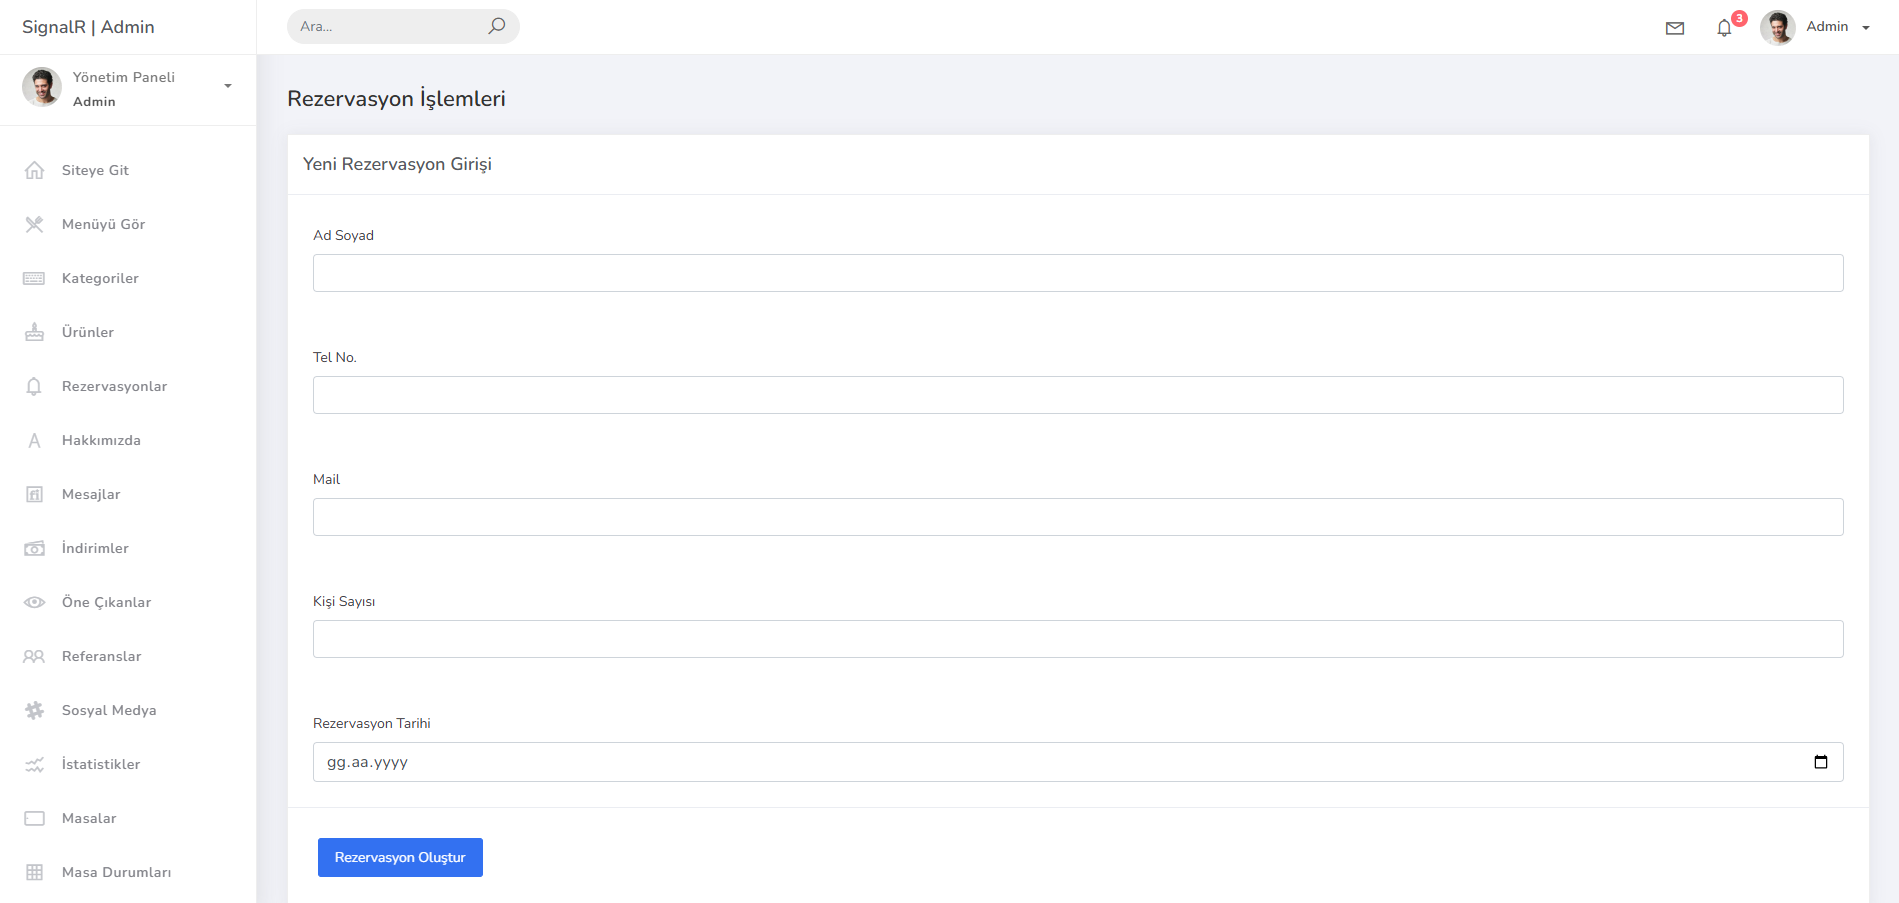 SignalR | Admin
Ara...
3
Admin
Yönetim Paneli
Admin
Siteye Git
Menüyü Gör
Kategoriler
Ürünler
Rezervasyonlar
Hakkımızda
Mesajlar
İndirimler
Öne Çıkanlar
Referanslar
Sosyal Medya
İstatistikler
Masalar
Masa Durumları
Rezervasyon İşlemleri
Yeni Rezervasyon Girişi
Ad Soyad
Tel No.
Mail
Kişi Sayısı
Rezervasyon Tarihi
gg.aa.yyyy
Rezervasyon Oluştur